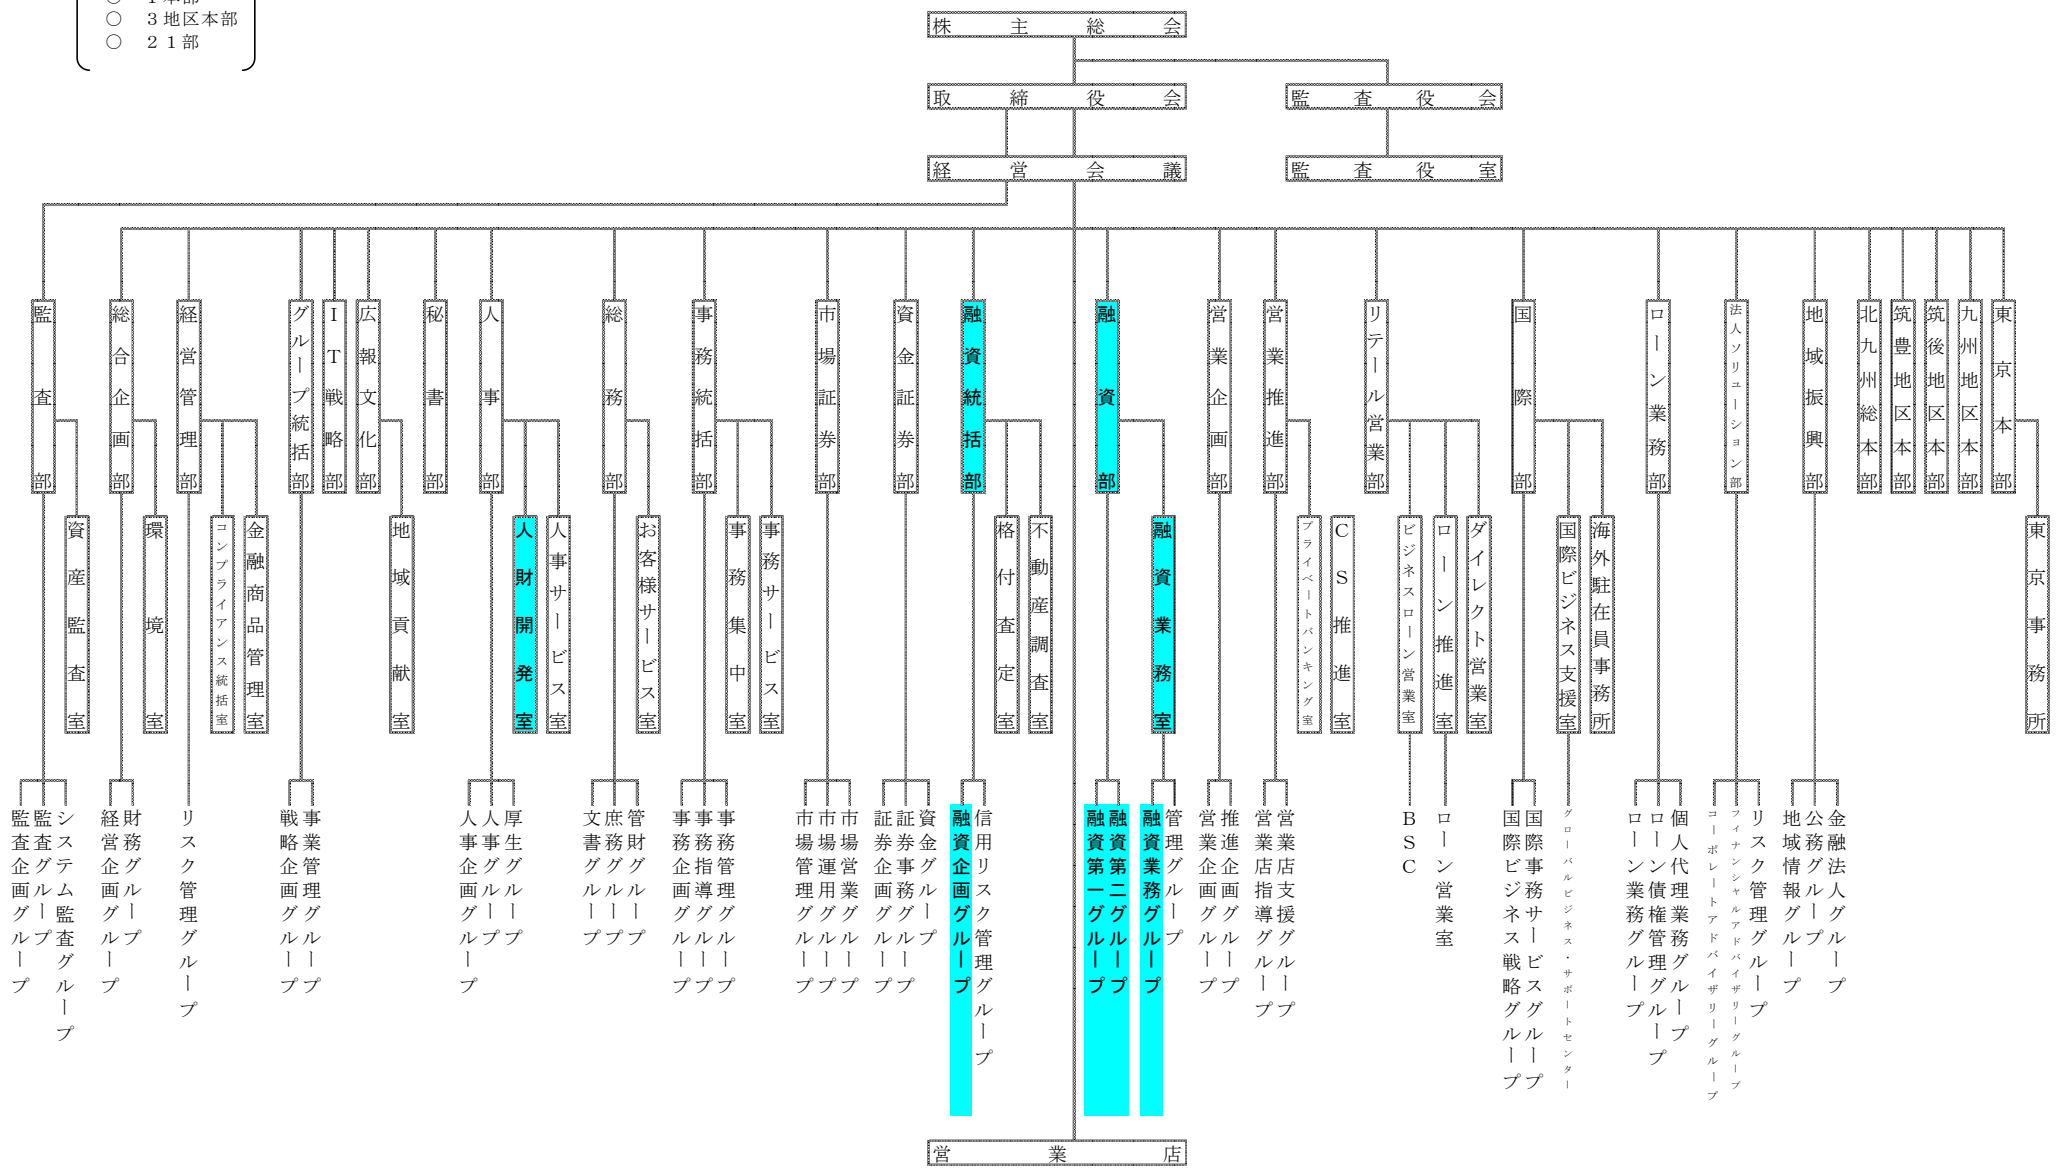 ○ 3地区本部
○ 21部
株主総会
取締役会
監査役会
経営会議
監査役室
監査部
総合企画部
経営管理部
グループ統括部
IT戦略部
広報文化部
秘書部
人事部
総務部
事務統括部
市場証券部
資金証券部
融資統括部
融資部
営業企画部
営業推進部
リテール営業部
国際部
ローン業務部
法人ソリューション部
地域振興部
北九州総本部
筑豊地区本部
筑後地区本部
九州地区本部
東京本部
資産監査室
環境室
コンプライアンス統括室
金融商品管理室
地域貢献室
人財開発室
人事サービス室
お客様サービス室
事務集中室
事務サービス室
格付査定室
不動産調査室
融資業務室
プライベートバンキング室
CS推進室
ビジネスローン営業室
ローン推進室
ダイレクト営業室
国際ビジネス支援室
海外駐在員事務所
東京事務所
監査企画グループ
監査グループ
システム監査グループ
経営企画グループ
財務グループ
リスク管理グループ
戦略企画グループ
事業管理グループ
人事企画グループ
人事グループ
厚生グループ
文書グループ
庶務グループ
管財グループ
事務企画グループ
事務指導グループ
事務管理グループ
市場管理グループ
市場運用グループ
市場営業グループ
証券企画グループ
証券事務グループ
資金グループ
融資企画グループ
信用リスク管理グループ
融資第一グループ
融資第二グループ
融資業務グループ
管理グループ
営業企画グループ
推進企画グループ
営業店指導グループ
営業店支援グループ
BSC
ローン営業室
国際ビジネス戦略グループ
国際事務サービスグループ
グローバルビジネス・サポートセンター
ローン業務グループ
ローン債権管理グループ
個人代理業務グループ
コーポレートアドバイザリーグループ
フィナンシャルアドバイザリーグループ
リスク管理グループ
地域情報グループ
公務グループ
金融法人グループ
営業店